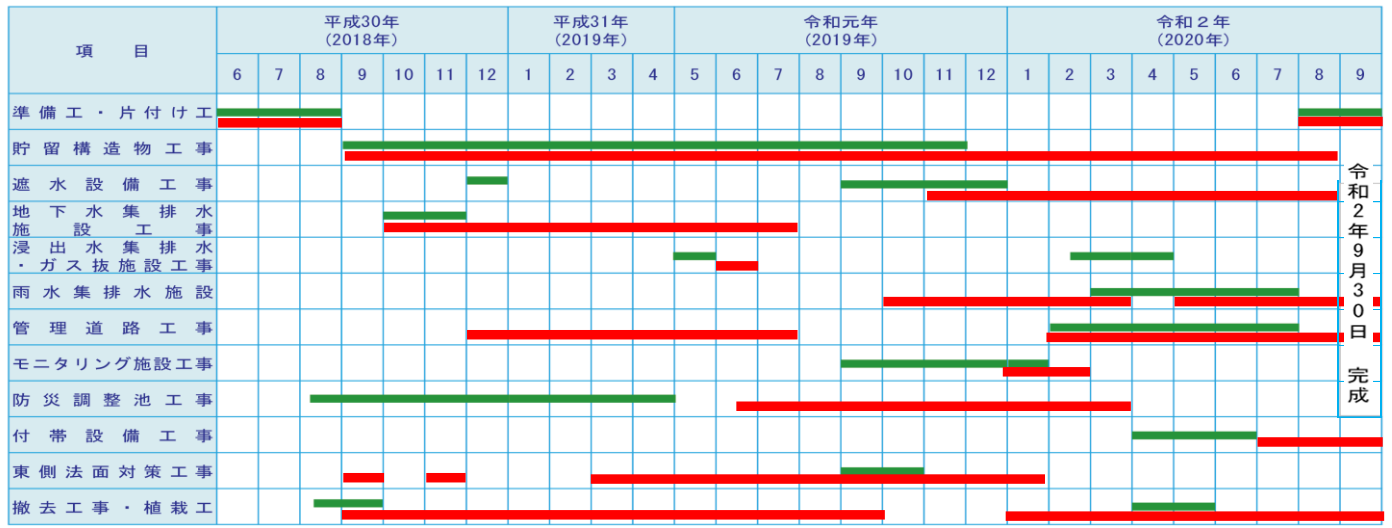 項 目
平成30年
(2018年)
平成31年
(2019年)
令和元年
(2019年)
令和２年
(2020年)
6 7 8 9 10 11 12 1 2 3 4 5 6 7 8 9 10 11 12 1 2 3 4 5 6 7 8 9
準備工・片付け工
貯留構造物工事
遮水設備工事
地下水集排水
施設工事
浸出水集排水
・ガス抜施設工事
雨水集排水施設
管理道路工事
モニタリング施設工事
防災調整池工事
付帯設備工事
東側法面対策工事
撤去工事・植栽工
令和２年９月３０日 完成